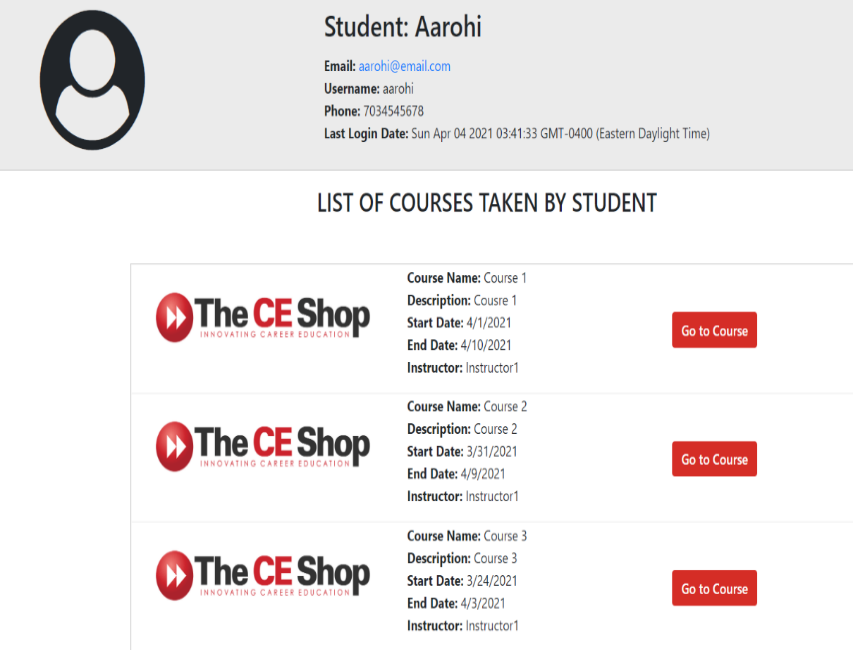 Student: Aarohi
Email: aarohi@email.com
Username: aarohi
Phone: 7034545678
Last Login Date: Sun Apr 04 2021 03:41:33 GMT-0400 (Eastern Daylight Time)
LIST OF COURSES TAKEN BY STUDENT
The CE Shop
INNOVATING CAREER EDUCATION
Course Name: Course 1
Description: Cousre 1
Start Date: 4/1/2021
End Date: 4/10/2021
Instructor: Instructor1
Go to Course
The CE Shop
INNOVATING CAREER EDUCATION
Course Name: Course 2
Description: Course 2
Start Date: 3/31/2021
End Date: 4/9/2021
Instructor: Instructor1
Go to Course
The CE Shop
INNOVATING CAREER EDUCATION
Course Name: Course 3
Description: Course 3
Start Date: 3/24/2021
End Date: 4/3/2021
Instructor: Instructor1
Go to Course